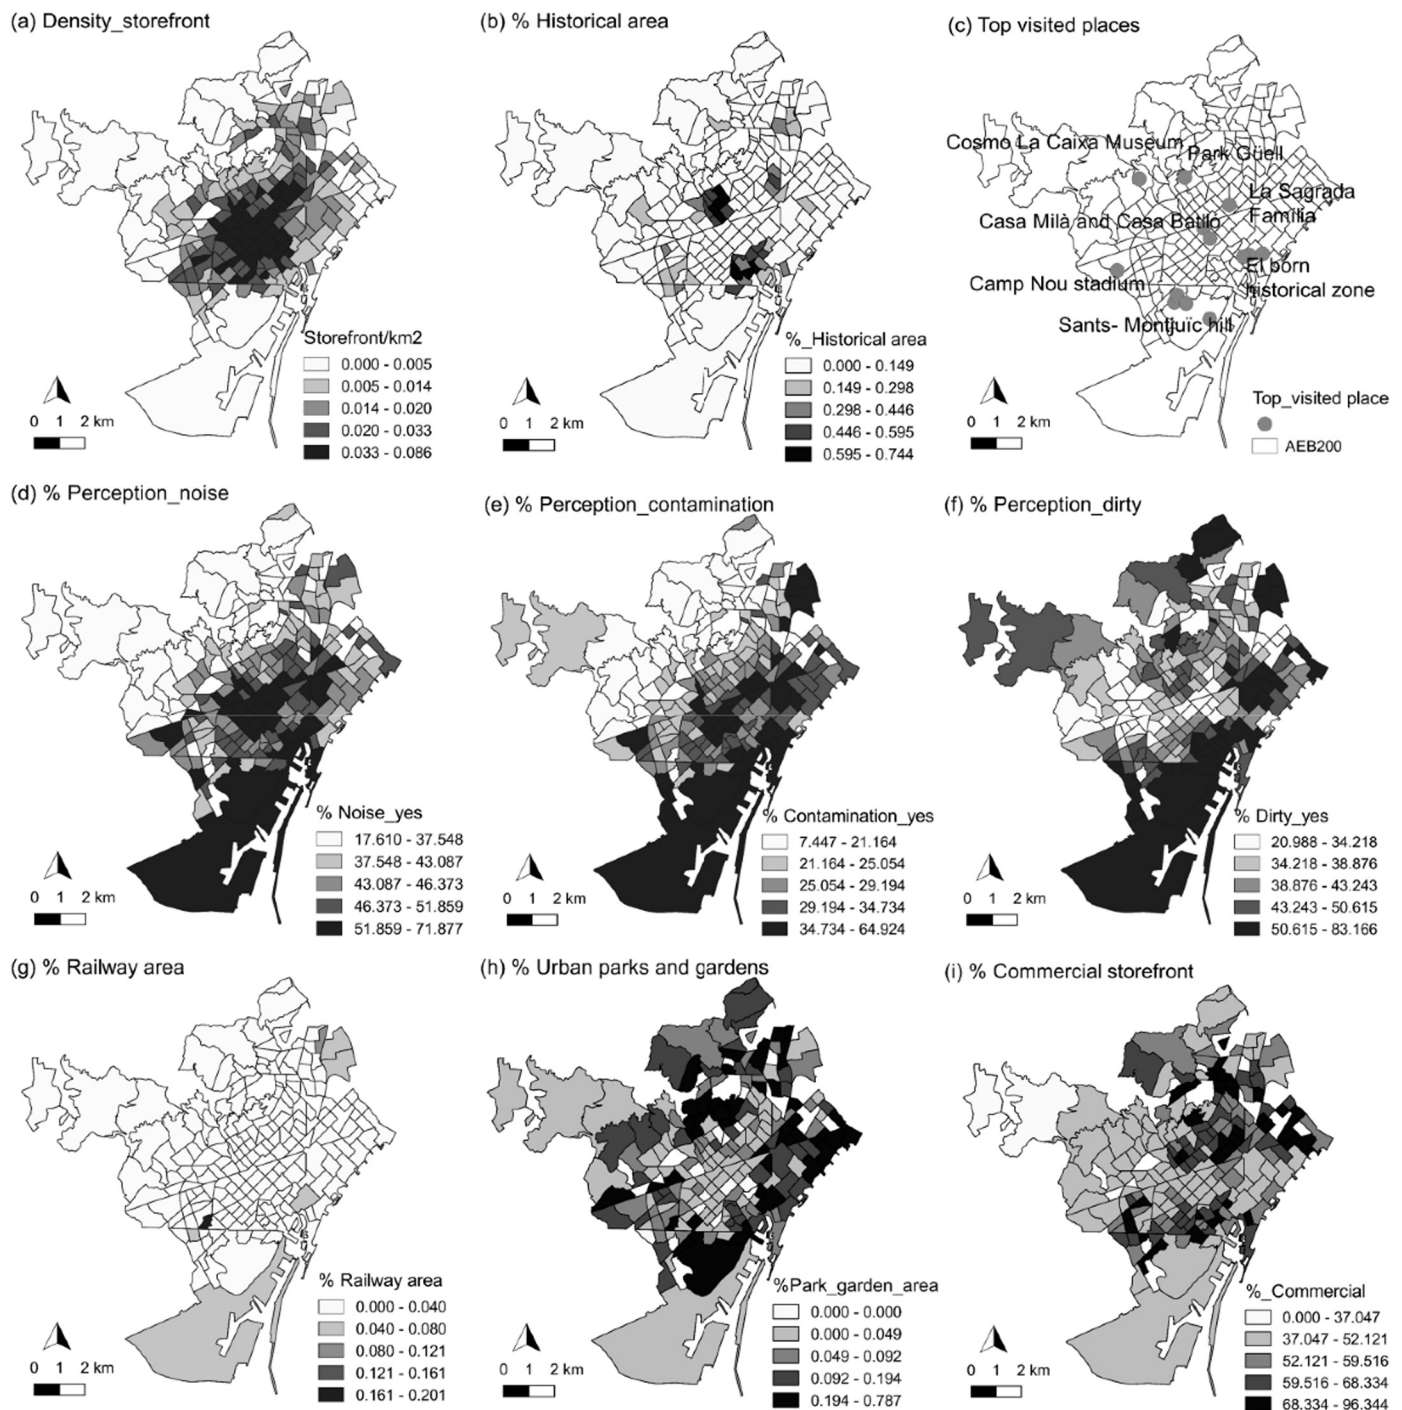 (a) Density_storefront
Storefront/km2
0.000 - 0.005
0.005 - 0.014
0.014 - 0.020
0.020 - 0.033
0.033 - 0.086
0 1 2 km
(b) % Historical area
%_Historical area
0.000 - 0.149
0.149 - 0.298
0.298 - 0.446
0.446 - 0.595
0.595 - 0.744
0 1 2 km
(c) Top visited places
Cosmo La Caixa Museum
Park Güell
La Sagrada
Família
Casa Milà and Casa Batlló
El born
historical zone
Camp Nou stadium
Sants- Montjuïc hill
Top_visited place
AEB200
0 1 2 km
(d) % Perception_noise
% Noise_yes
17.610 - 37.548
37.548 - 43.087
43.087 - 46.373
46.373 - 51.859
51.859 - 71.877
0 1 2 km
(e) % Perception_contamination
% Contamination_yes
7.447 - 21.164
21.164 - 25.054
25.054 - 29.194
29.194 - 34.734
34.734 - 64.924
0 1 2 km
(f) % Perception_dirty
% Dirty_yes
20.988 - 34.218
34.218 - 38.876
38.876 - 43.243
43.243 - 50.615
50.615 - 83.166
0 1 2 km
(g) % Railway area
% Railway area
0.000 - 0.040
0.040 - 0.080
0.080 - 0.121
0.121 - 0.161
0.161 - 0.201
0 1 2 km
(h) % Urban parks and gardens
%Park_garden_area
0.000 - 0.000
0.000 - 0.049
0.049 - 0.092
0.092 - 0.194
0.194 - 0.787
0 1 2 km
(i) % Commercial storefront
%_Commercial
0.000 - 37.047
37.047 - 52.121
52.121 - 59.516
59.516 - 68.334
68.334 - 96.344
0 1 2 km